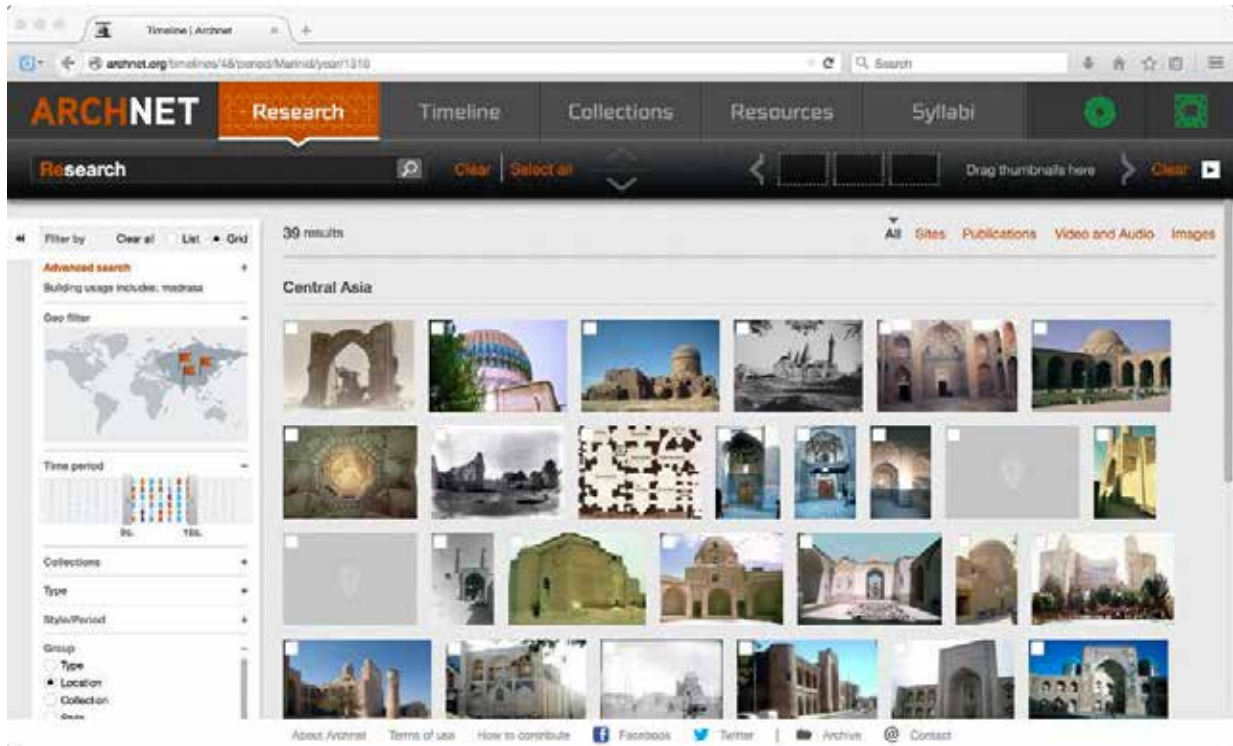 Timeline | Archnet
archnet.org/timelines/48/period/Marinid/year/1310
Search
ARCHNET
Research
Timeline
Collections
Resources
Syllabi
Research
Clear
Select all
Drag thumbnails here
Clear
Filter by
Clear all
List
Grid
39 results
All
Sites
Publications
Video and Audio
Images
Advanced search +
Building usage includes: madrasa
Geo filter −
Central Asia
Time period −
Collections +
Type +
Style/Period +
Group −
Type
Location
Collection
Style
About Archnet
Terms of use
How to contribute
Facebook
Twitter
Archive
Contact